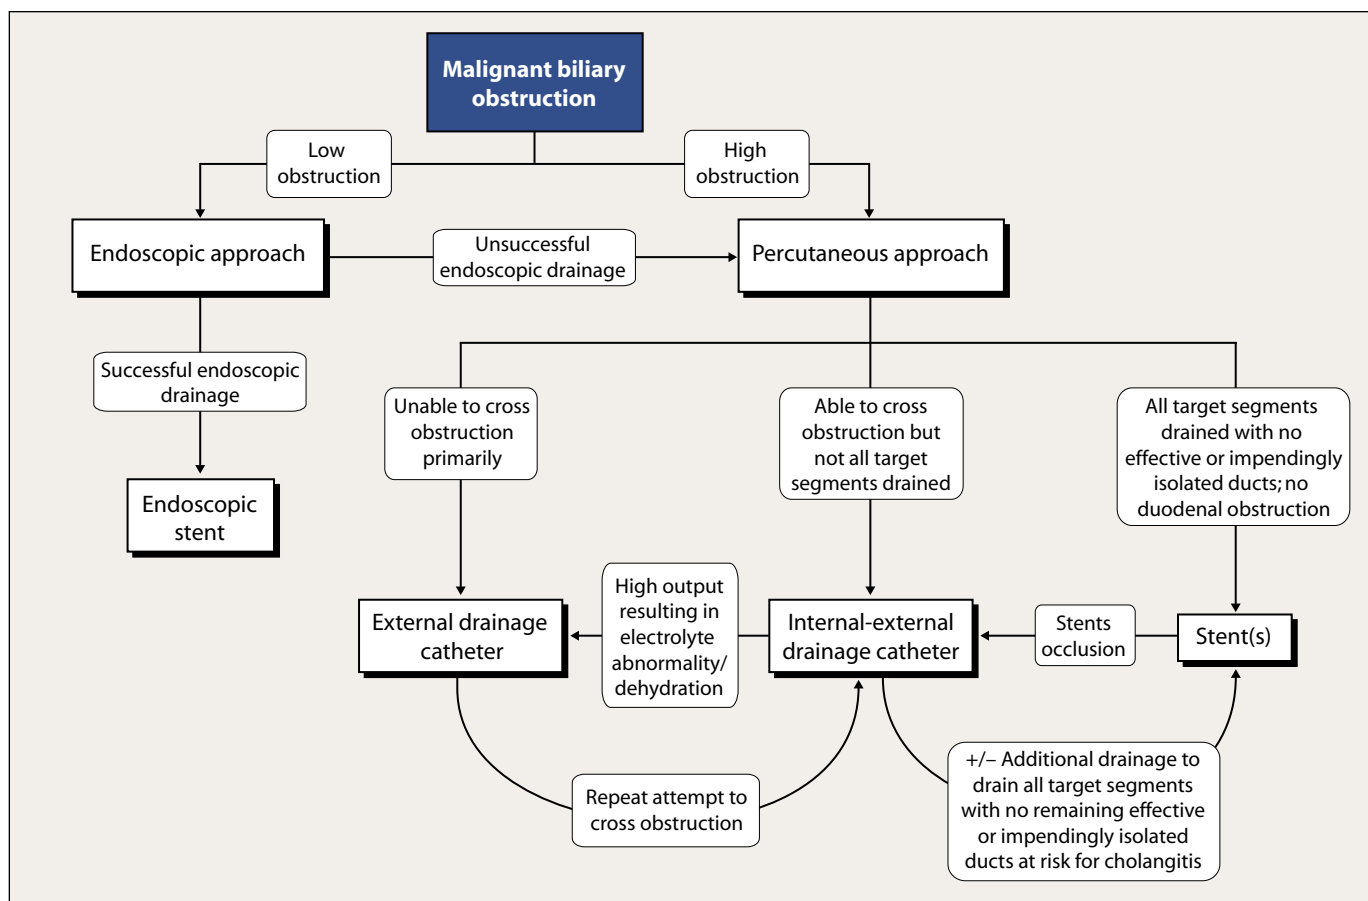 Malignant biliary
obstruction
Low
obstruction
High
obstruction
Endoscopic approach
Unsuccessful
endoscopic drainage
Percutaneous approach
Successful endoscopic
drainage
Unable to cross
obstruction
primarily
Able to cross
obstruction but
not all target
segments drained
All target segments
drained with no
effective or impendingly
isolated ducts; no
duodenal obstruction
Endoscopic
stent
External drainage
catheter
High output
resulting in
electrolyte
abnormality/
dehydration
Internal-external
drainage catheter
Stents
occlusion
Stent(s)
Repeat attempt to
cross obstruction
+/– Additional drainage to
drain all target segments
with no remaining effective
or impendingly isolated
ducts at risk for cholangitis